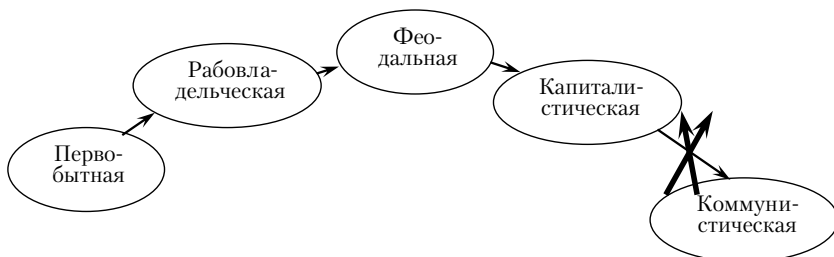 Перво-
бытная
Рабовла-
дельческая
Фео-
дальная
Капитали-
стическая
Коммуни-
стическая